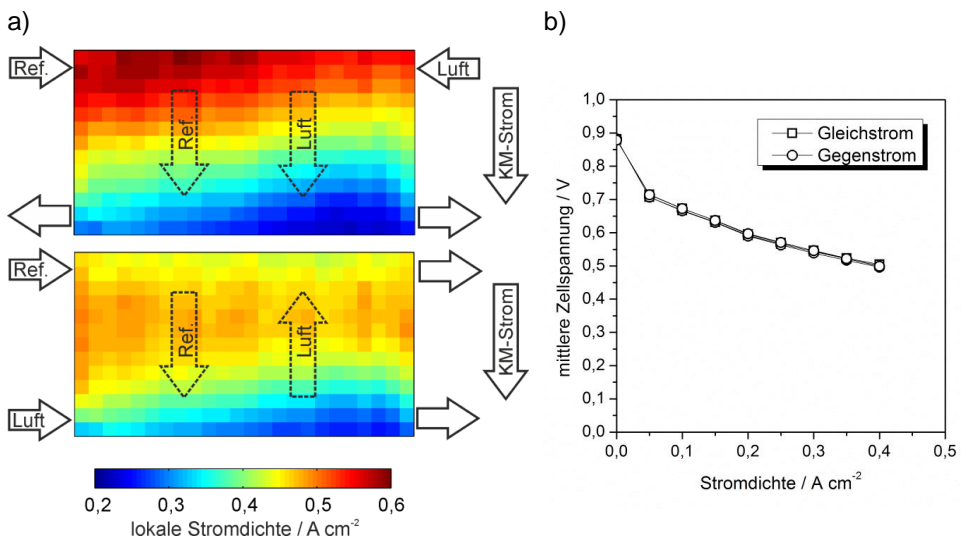 a)
Ref.
Luft
Ref.
Luft
KM-Strom
Ref.
Ref.
Luft
KM-Strom
Luft
0,2 0,3 0,4 0,5 0,6
lokale Stromdichte / A cm⁻²
b)
1,0
0,9
0,8
0,7
0,6
0,5
0,4
0,3
0,2
0,1
0,0
mittlere Zellspannung / V
Gleichstrom
Gegenstrom
0,0 0,1 0,2 0,3 0,4 0,5
Stromdichte / A cm⁻²